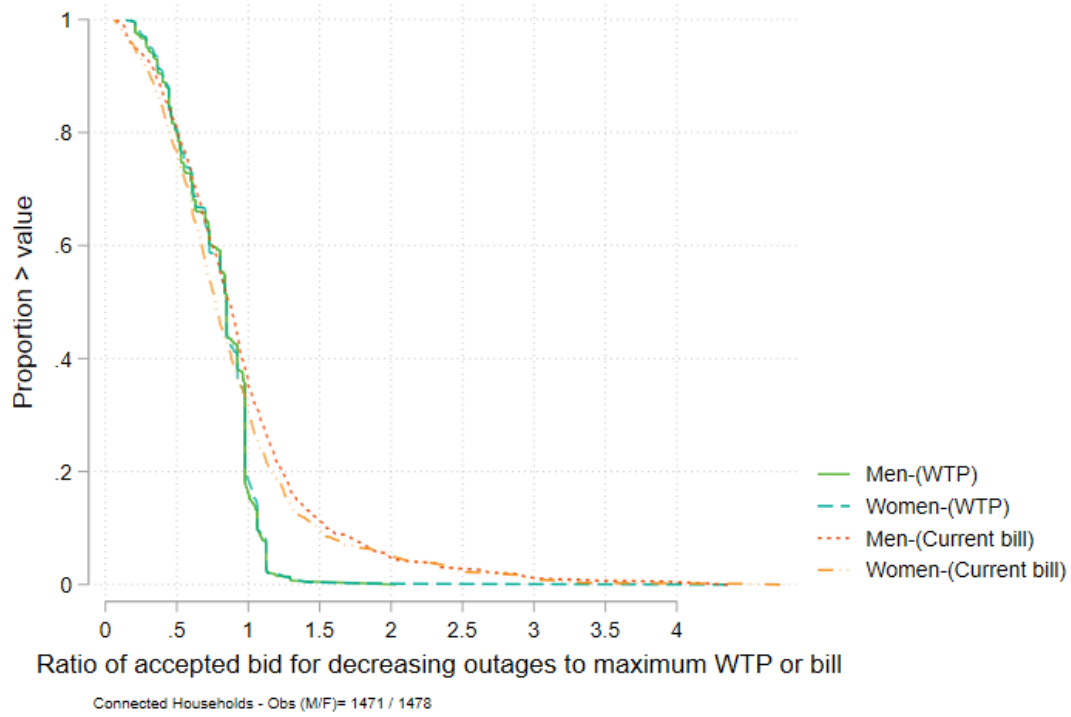 Proportion > value
1
.8
.6
.4
.2
0
0 .5 1 1.5 2 2.5 3 3.5 4
Ratio of accepted bid for decreasing outages to maximum WTP or bill
Men-(WTP)
Women-(WTP)
Men-(Current bill)
Women-(Current bill)
Connected Households - Obs (M/F)= 1471 / 1478